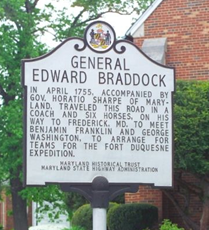 GENERAL
EDWARD BRADDOCK
IN APRIL 1755, ACCOMPANIED BY
GOV. HORATIO SHARPE OF MARY-
LAND, TRAVELED THIS ROAD IN A
COACH AND SIX HORSES, ON HIS
WAY TO FREDERICK, MD. TO MEET
BENJAMIN FRANKLIN AND GEORGE
WASHINGTON, TO ARRANGE FOR
TEAMS FOR THE FORT DUQUESNE
EXPEDITION.
MARYLAND HISTORICAL TRUST
MARYLAND STATE HIGHWAY ADMINISTRATION